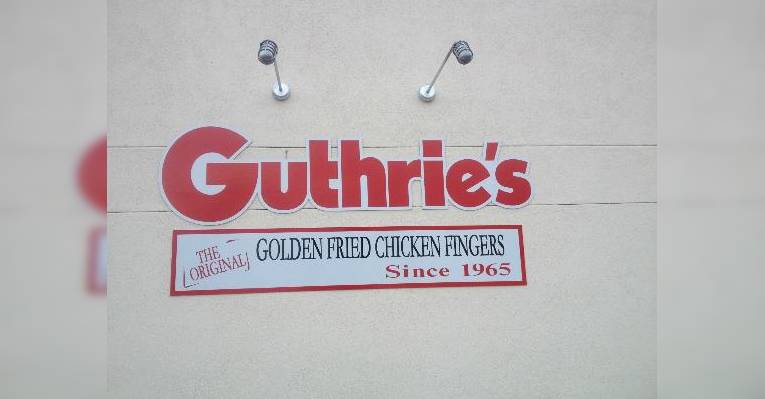 Guthrie's
THE ORIGINAL
GOLDEN FRIED CHICKEN FINGERS
Since 1965